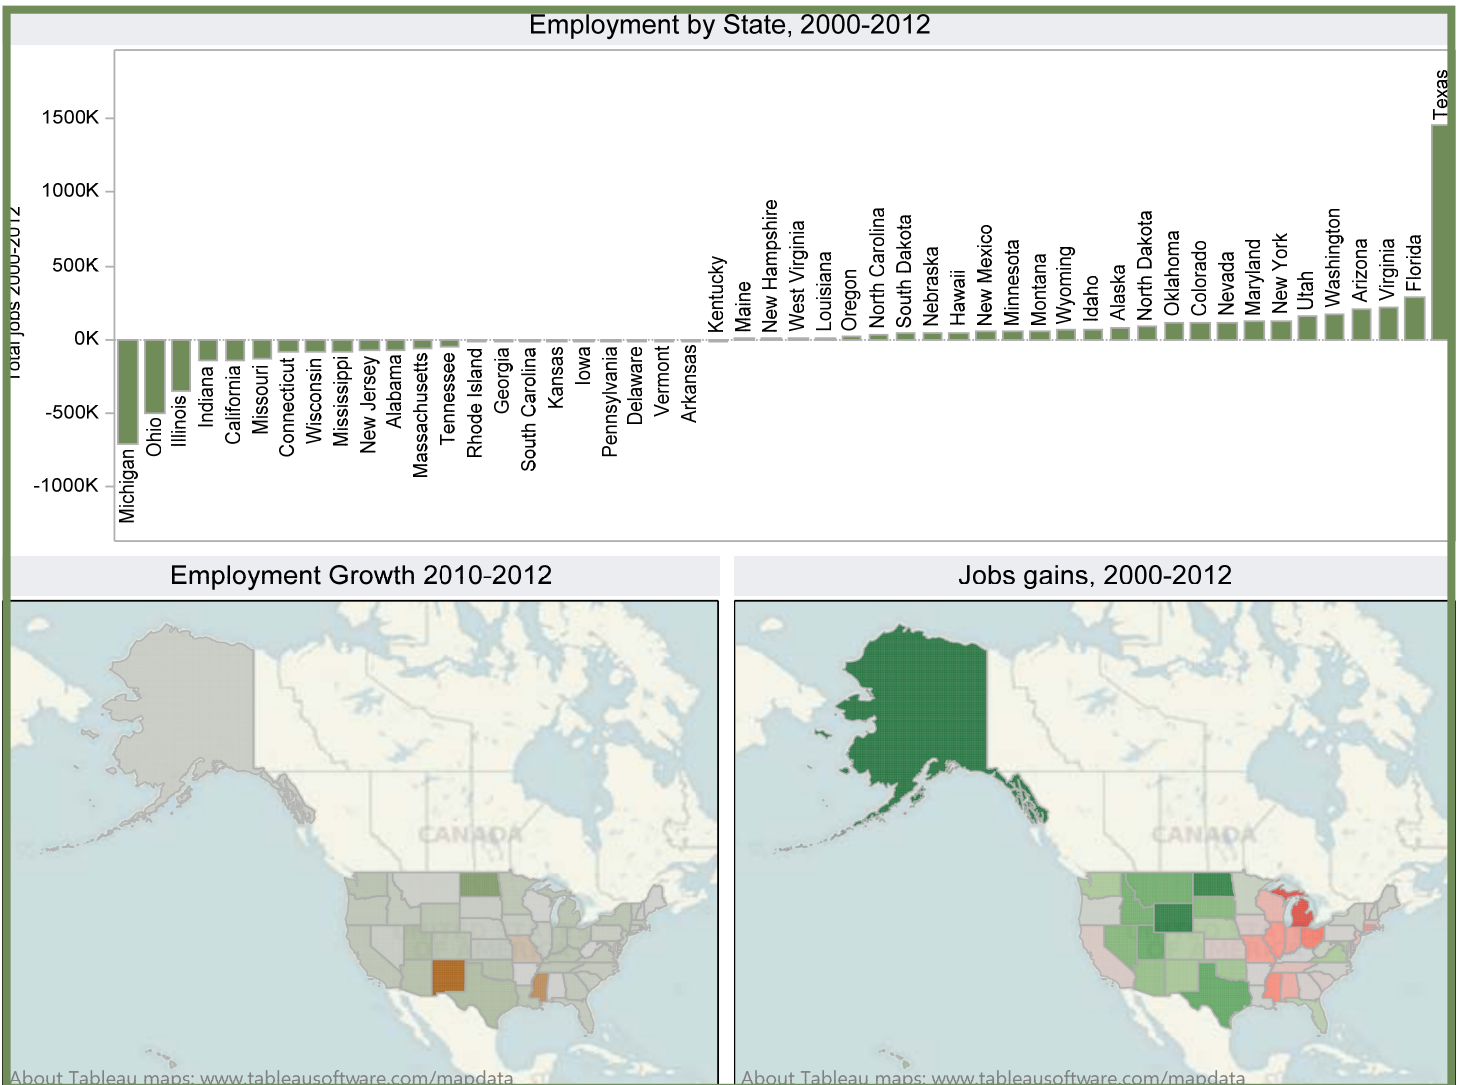 Employment by State, 2000-2012
Total jobs 2000-2012
1500K
1000K
500K
0K
-500K
-1000K
Michigan
Ohio
Illinois
Indiana
California
Missouri
Connecticut
Wisconsin
Mississippi
New Jersey
Alabama
Massachusetts
Tennessee
Rhode Island
Georgia
South Carolina
Kansas
Iowa
Pennsylvania
Delaware
Vermont
Arkansas
Kentucky
Maine
New Hampshire
West Virginia
Louisiana
Oregon
North Carolina
South Dakota
Nebraska
Hawaii
New Mexico
Minnesota
Montana
Wyoming
Idaho
Alaska
North Dakota
Oklahoma
Colorado
Nevada
Maryland
New York
Utah
Washington
Arizona
Virginia
Florida
Texas
Employment Growth 2010-2012
CANADA
About Tableau maps: www.tableausoftware.com/mapdata
Jobs gains, 2000-2012
CANADA
About Tableau maps: www.tableausoftware.com/mapdata